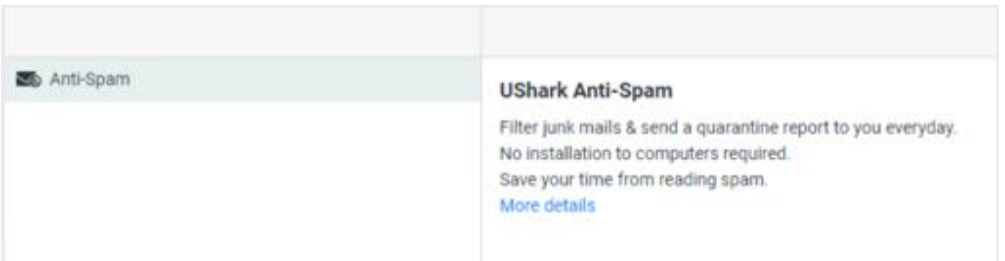 Anti-Spam
UShark Anti-Spam
Filter junk mails & send a quarantine report to you everyday.
No installation to computers required.
Save your time from reading spam.
More details